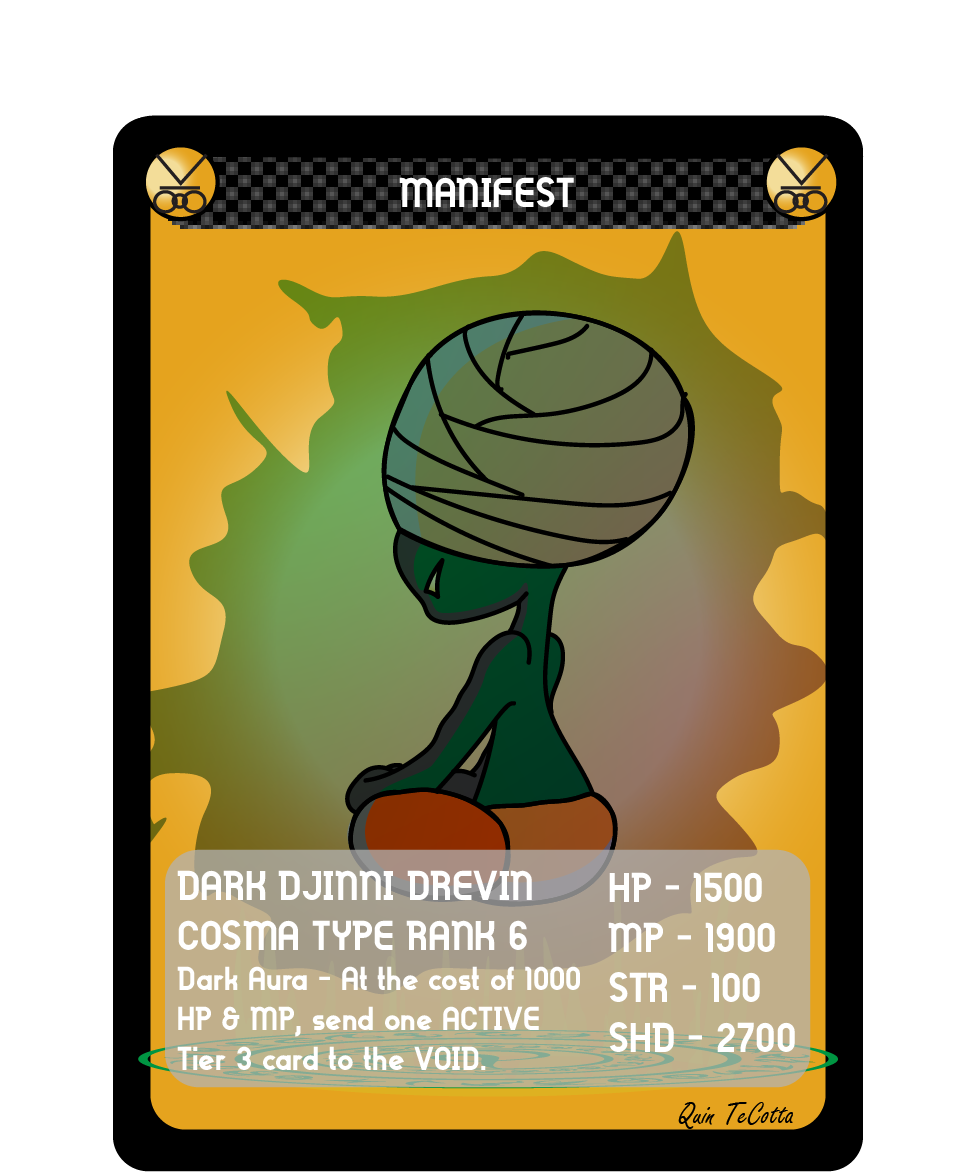 MANIFEST
DARK DJINNI DREVIN
COSMA TYPE RANK 6
Dark Aura - At the cost of 1000
HP & MP, send one ACTIVE
Tier 3 card to the VOID.
HP - 1500
MP - 1900
STR - 100
SHD - 2700
Quin TeCotta